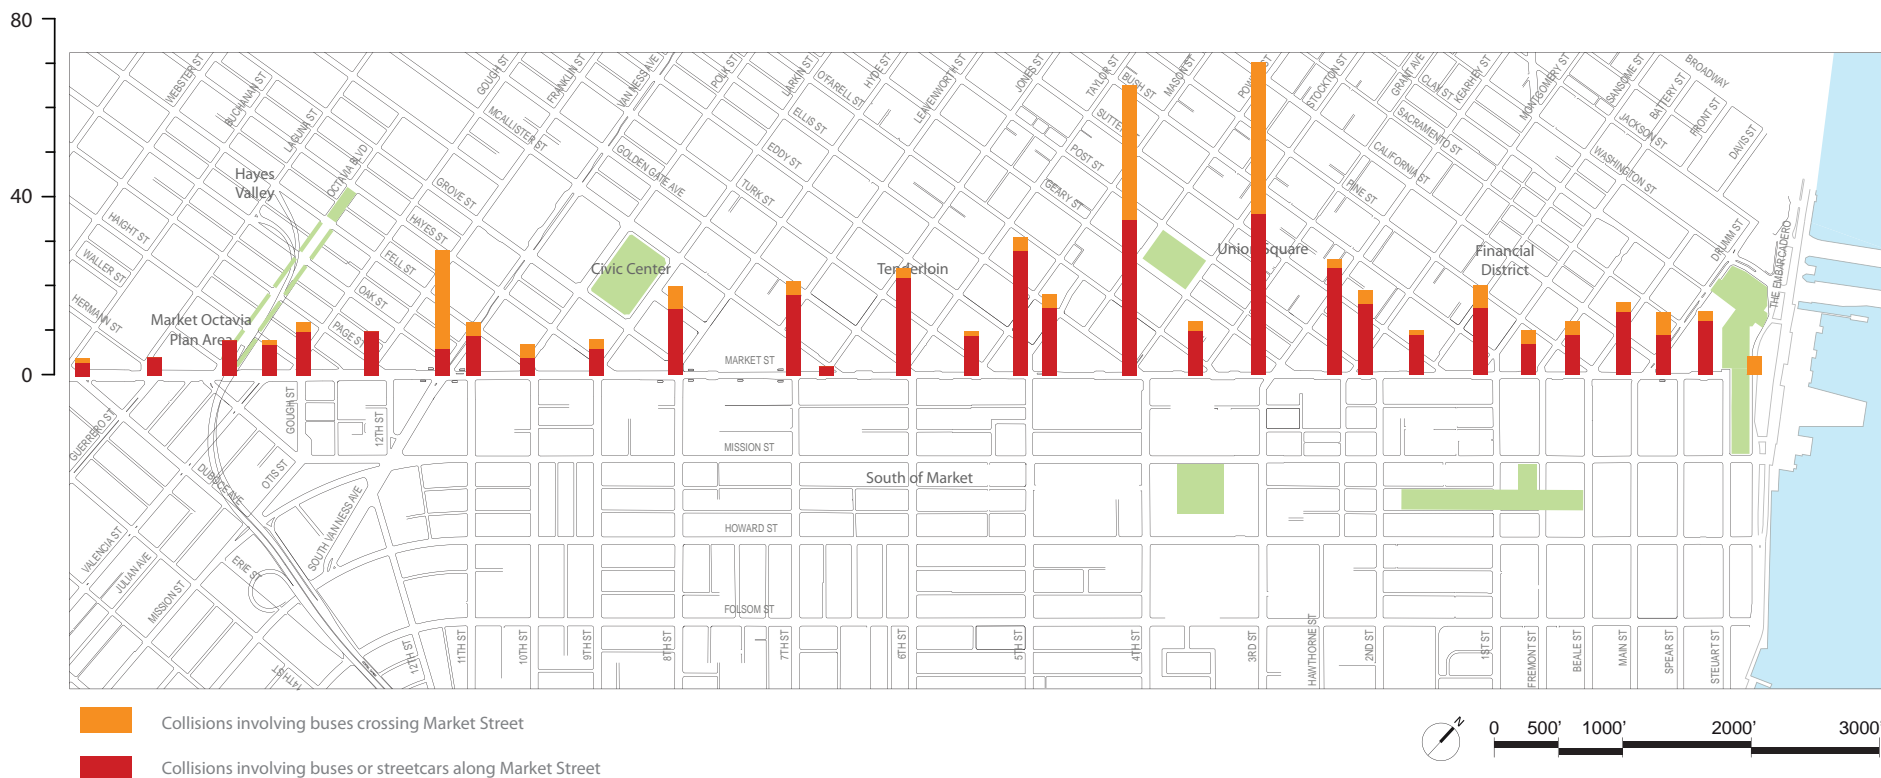 80
40
0
WEBSTER ST
BUCHANAN ST
LAGUNA ST
OCTAVIA BLVD
GOUGH ST
FRANKLIN ST
VAN NESS AVE
POLK ST
LARKIN ST
O'FARELL ST
HYDE ST
LEAVENWORTH ST
JONES ST
TAYLOR ST
BUSH ST
MASON ST
STOCKTON ST
GRANT AVE
CLAY ST
KEARHEY ST
MONTGOMERY ST
SANSOME ST
BATTERY ST
BROADWAY
FRONT ST
JACKSON ST
DAVIS ST
MCALLISTER ST
ELLIS ST
EDDY ST
TURK ST
GOLDEN GATE AVE
GROVE ST
HAYES ST
FELL ST
OAK ST
PAGE ST
HAIGHT ST
WALLER ST
HERMANN ST
POST ST
GEARY ST
SACRAMENTO ST
CALIFORNIA ST
PINE ST
WASHINGTON ST
DRUMM ST
THE EMBARCADERO
Hayes
Valley
Market Octavia
Plan Area
Civic Center
Tenderloin
Union Square
Financial
District
MARKET ST
GUERRERO ST
GOUGH ST
12TH ST
DUBOCE AVE
OTIS ST
SOUTH VAN NESS AVE
VALENCIA ST
JULIAN AVE
MISSION ST
ERIE ST
14TH ST
MISSION ST
South of Market
HOWARD ST
FOLSOM ST
12TH ST
11TH ST
10TH ST
9TH ST
8TH ST
7TH ST
6TH ST
5TH ST
4TH ST
3RD ST
HAWTHORNE ST
2ND ST
1ST ST
FREMONT ST
BEALE ST
MAIN ST
SPEAR ST
STEUART ST
Collisions involving buses crossing Market Street
Collisions involving buses or streetcars along Market Street
N
0 500' 1000' 2000' 3000'